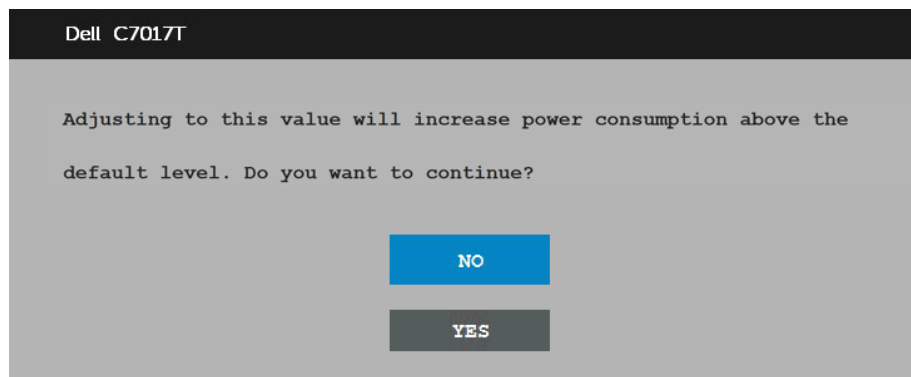 Dell C7017T
Adjusting to this value will increase power consumption above the
default level. Do you want to continue?
NO
YES